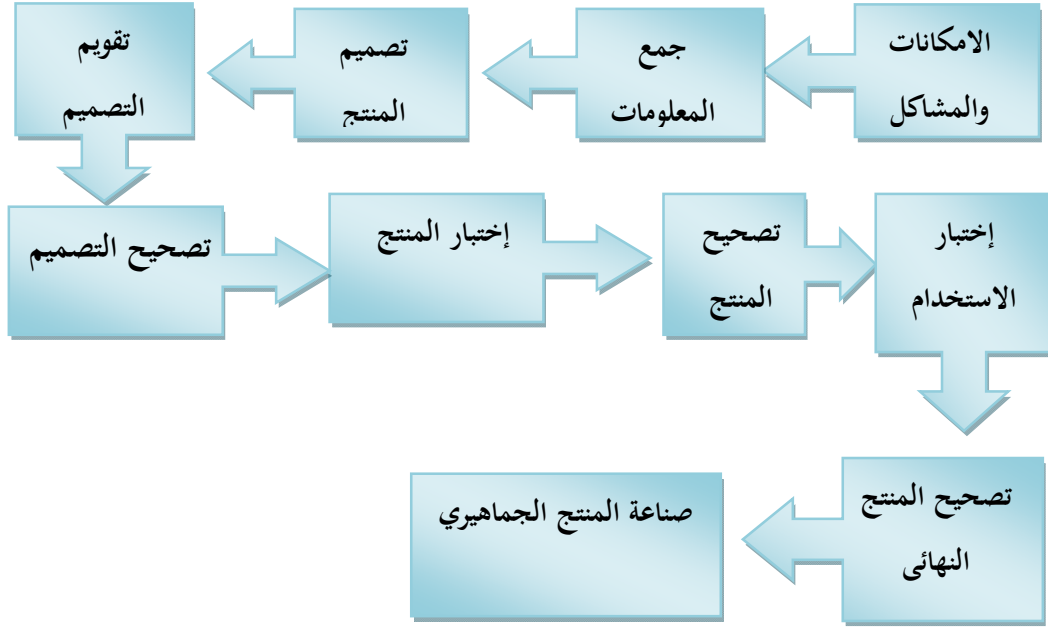 الامكانات
والمشاكل
جمع
المعلومات
تصميم
المنتج
تقويم
التصميم
تصحيح التصميم
إختبار المنتج
تصحيح
المنتج
إختبار
الاستخدام
تصحيح المنتج
النهائى
صناعة المنتج الجماهيري